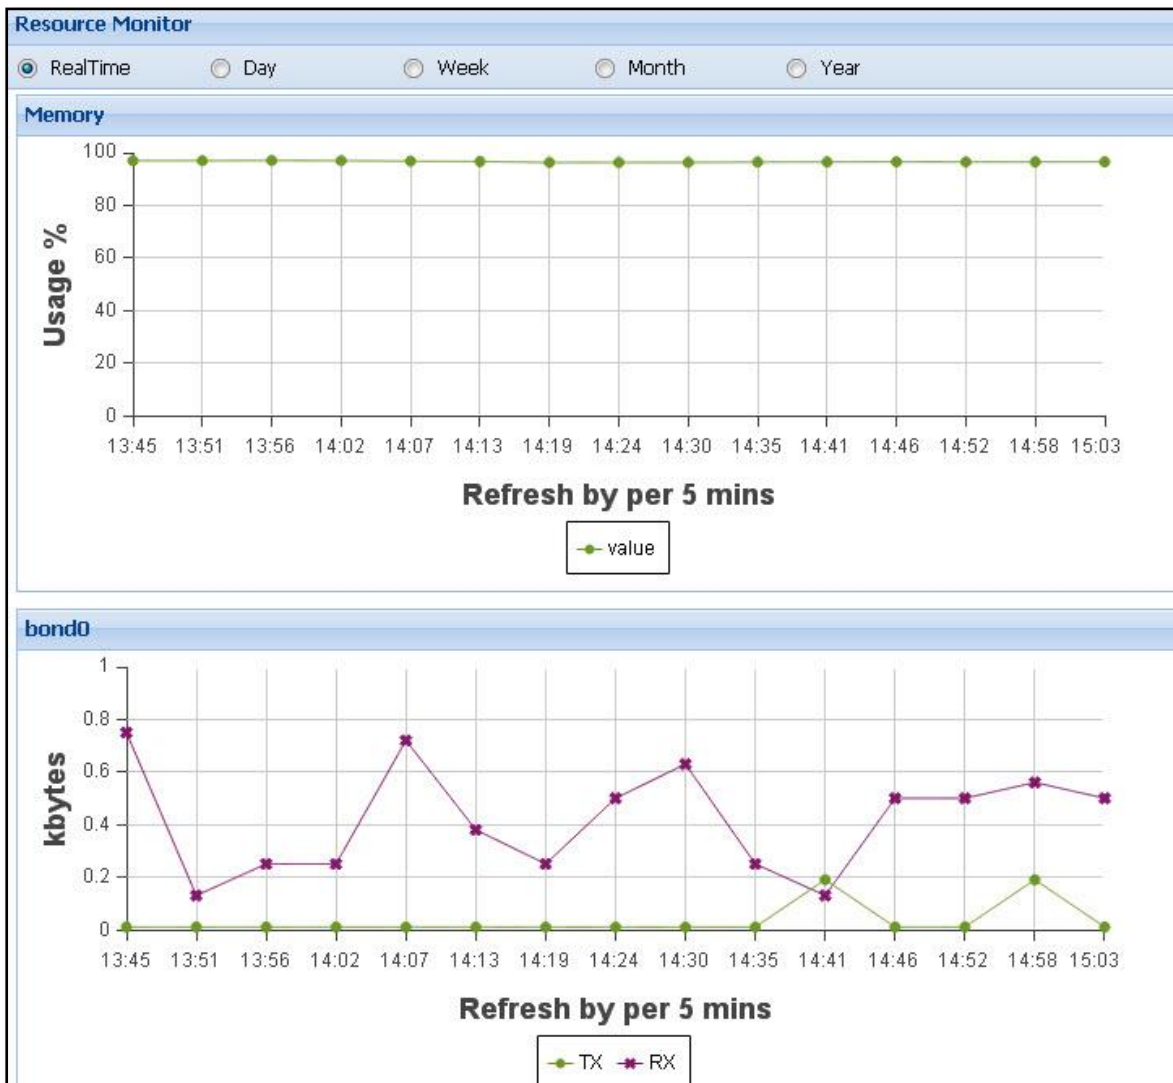 Resource Monitor
RealTime Day Week Month Year
Memory
Usage %
100
80
60
40
20
0
13:45 13:51 13:56 14:02 14:07 14:13 14:19 14:24 14:30 14:35 14:41 14:46 14:52 14:58 15:03
Refresh by per 5 mins
value
bond0
kbytes
1
0.8
0.6
0.4
0.2
0
13:45 13:51 13:56 14:02 14:07 14:13 14:19 14:24 14:30 14:35 14:41 14:46 14:52 14:58 15:03
Refresh by per 5 mins
TX RX